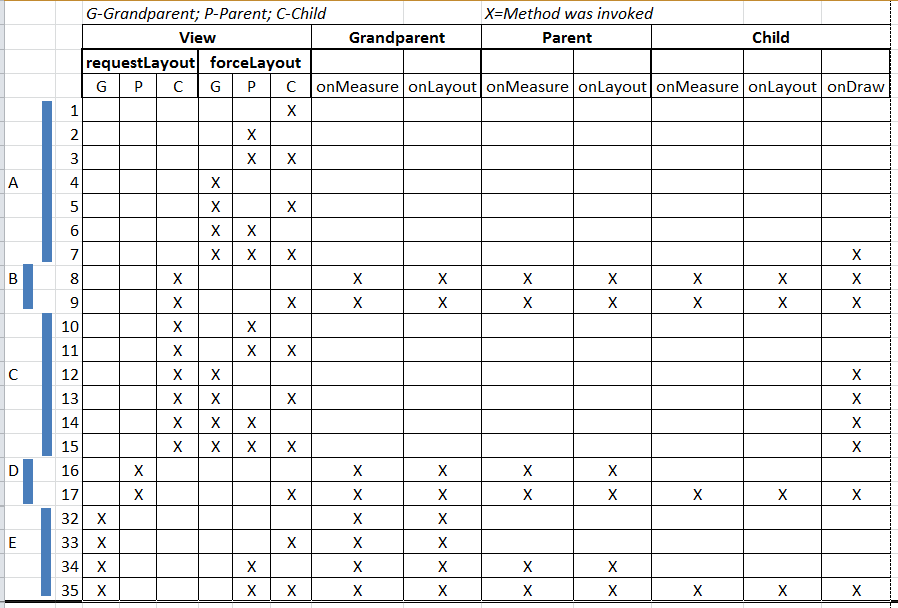 G-Grandparent; P-Parent; C-Child X=Method was invoked
View Grandparent Parent Child
requestLayout forceLayout
G P C G P C onMeasure onLayout onMeasure onLayout onMeasure onLayout onDraw
1 X
2 X
3 X X
A 4 X
5 X X
6 X X
7 X X X X
B 8 X X X X X X X X
9 X X X X X X X X X
10 X X
11 X X X
C 12 X X X
13 X X X X
14 X X X X
15 X X X X X
D 16 X X X X X
17 X X X X X X X X X
32 X X X
E 33 X X X X
34 X X X X X X
35 X X X X X X X X X X